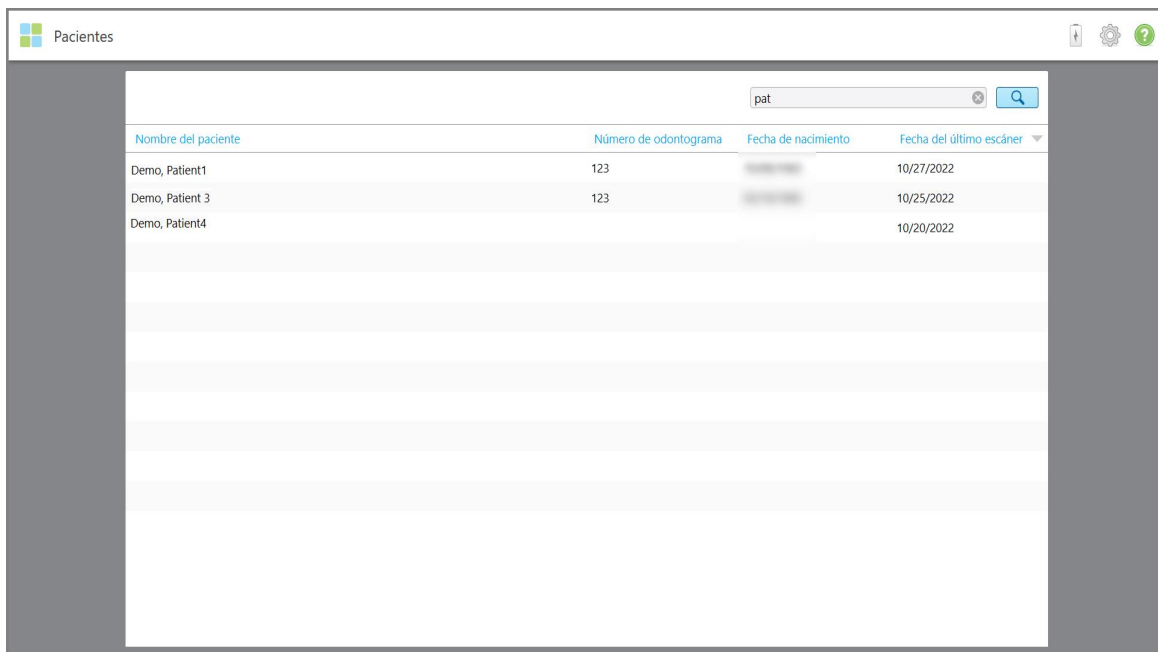 Pacientes
?
pat
Nombre del paciente Número de odontograma Fecha de nacimiento Fecha del último escáner
Demo, Patient1 123 10/27/2022
Demo, Patient 3 123 10/25/2022
Demo, Patient4 10/20/2022